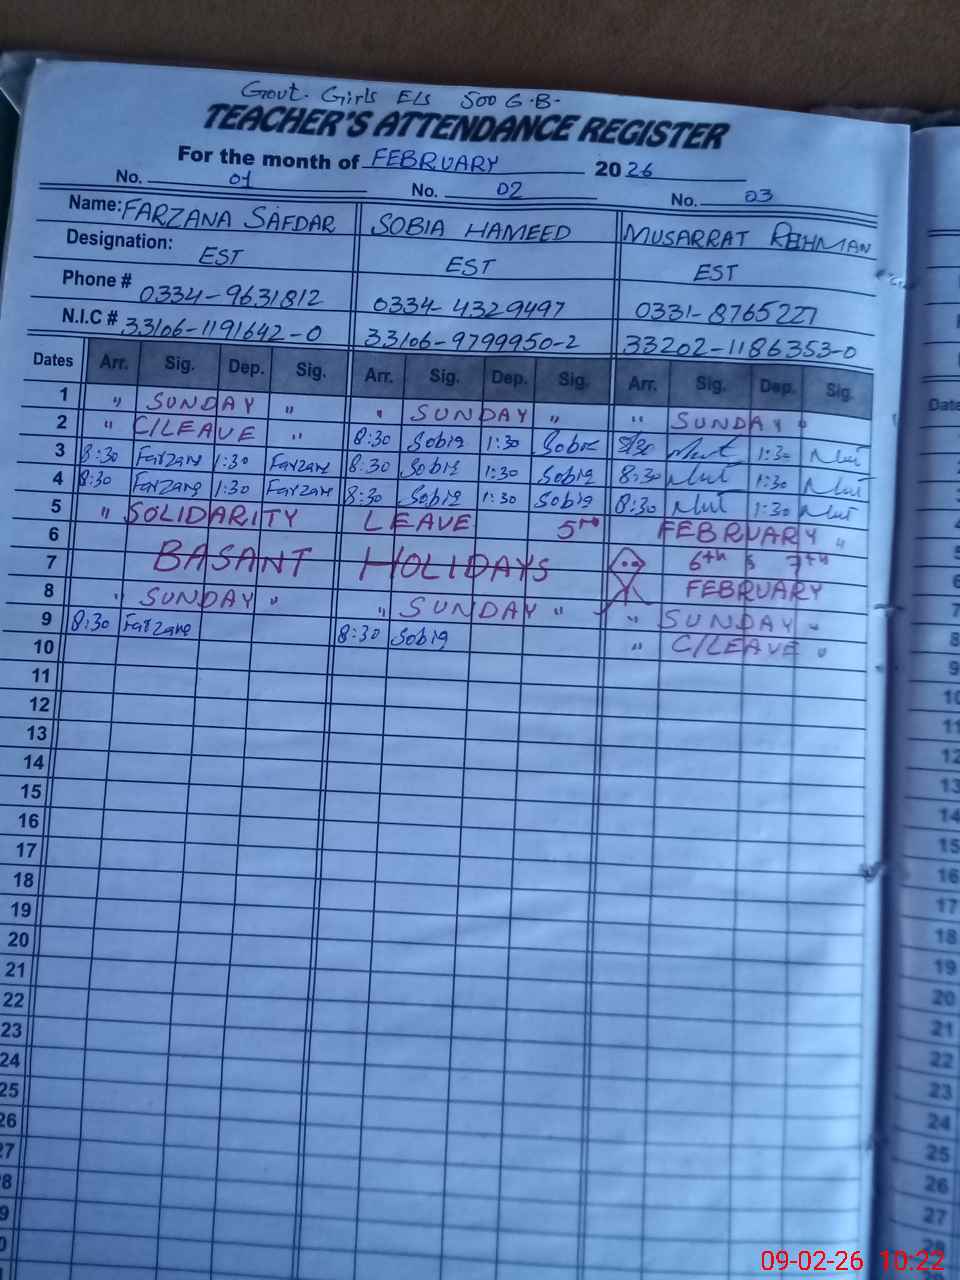 Govt. Girls E/s 500 G.B.
TEACHER'S ATTENDANCE REGISTER
For the month of FEBRUARY 2026
No. 01 No. 02 No. 03
Name: FARZANA SAFDAR SOBIA HAMEED MUSARRAT REHMAN
Designation: EST EST EST
Phone # 0334-9631812 0334-4329497 0331-8765227
N.I.C # 33106-1191642-0 33106-9799950-2 33202-1186353-0
Dates Arr. Sig. Dep. Sig. Arr. Sig. Dep. Sig. Arr. Sig. Dep. Sig.
1 " SUNDAY " " SUNDAY " " SUNDAY "
2 " C/LEAVE " 8:30 Sobia 1:30 Sobia 8:30 1:30
3 8:30 Farzana 1:30 Farzana 8:30 Sobia 1:30 Sobia 8:30 1:30
4 8:30 Farzana 1:30 Farzana 8:30 Sobia 1:30 Sobia 8:30 1:30
5 " SOLIDARITY LEAVE 5th FEBRUARY "
6
7 BASANT HOLIDAYS 6th & 7th
FEBRUARY
8 " SUNDAY " " SUNDAY " " SUNDAY "
9 8:30 Farzana 8:30 Sobia " C/LEAVE "
10
11
12
13
14
15
16
17
18
19
20
21
22
23
24
25
26
27
28
Date
09-02-26 10:22